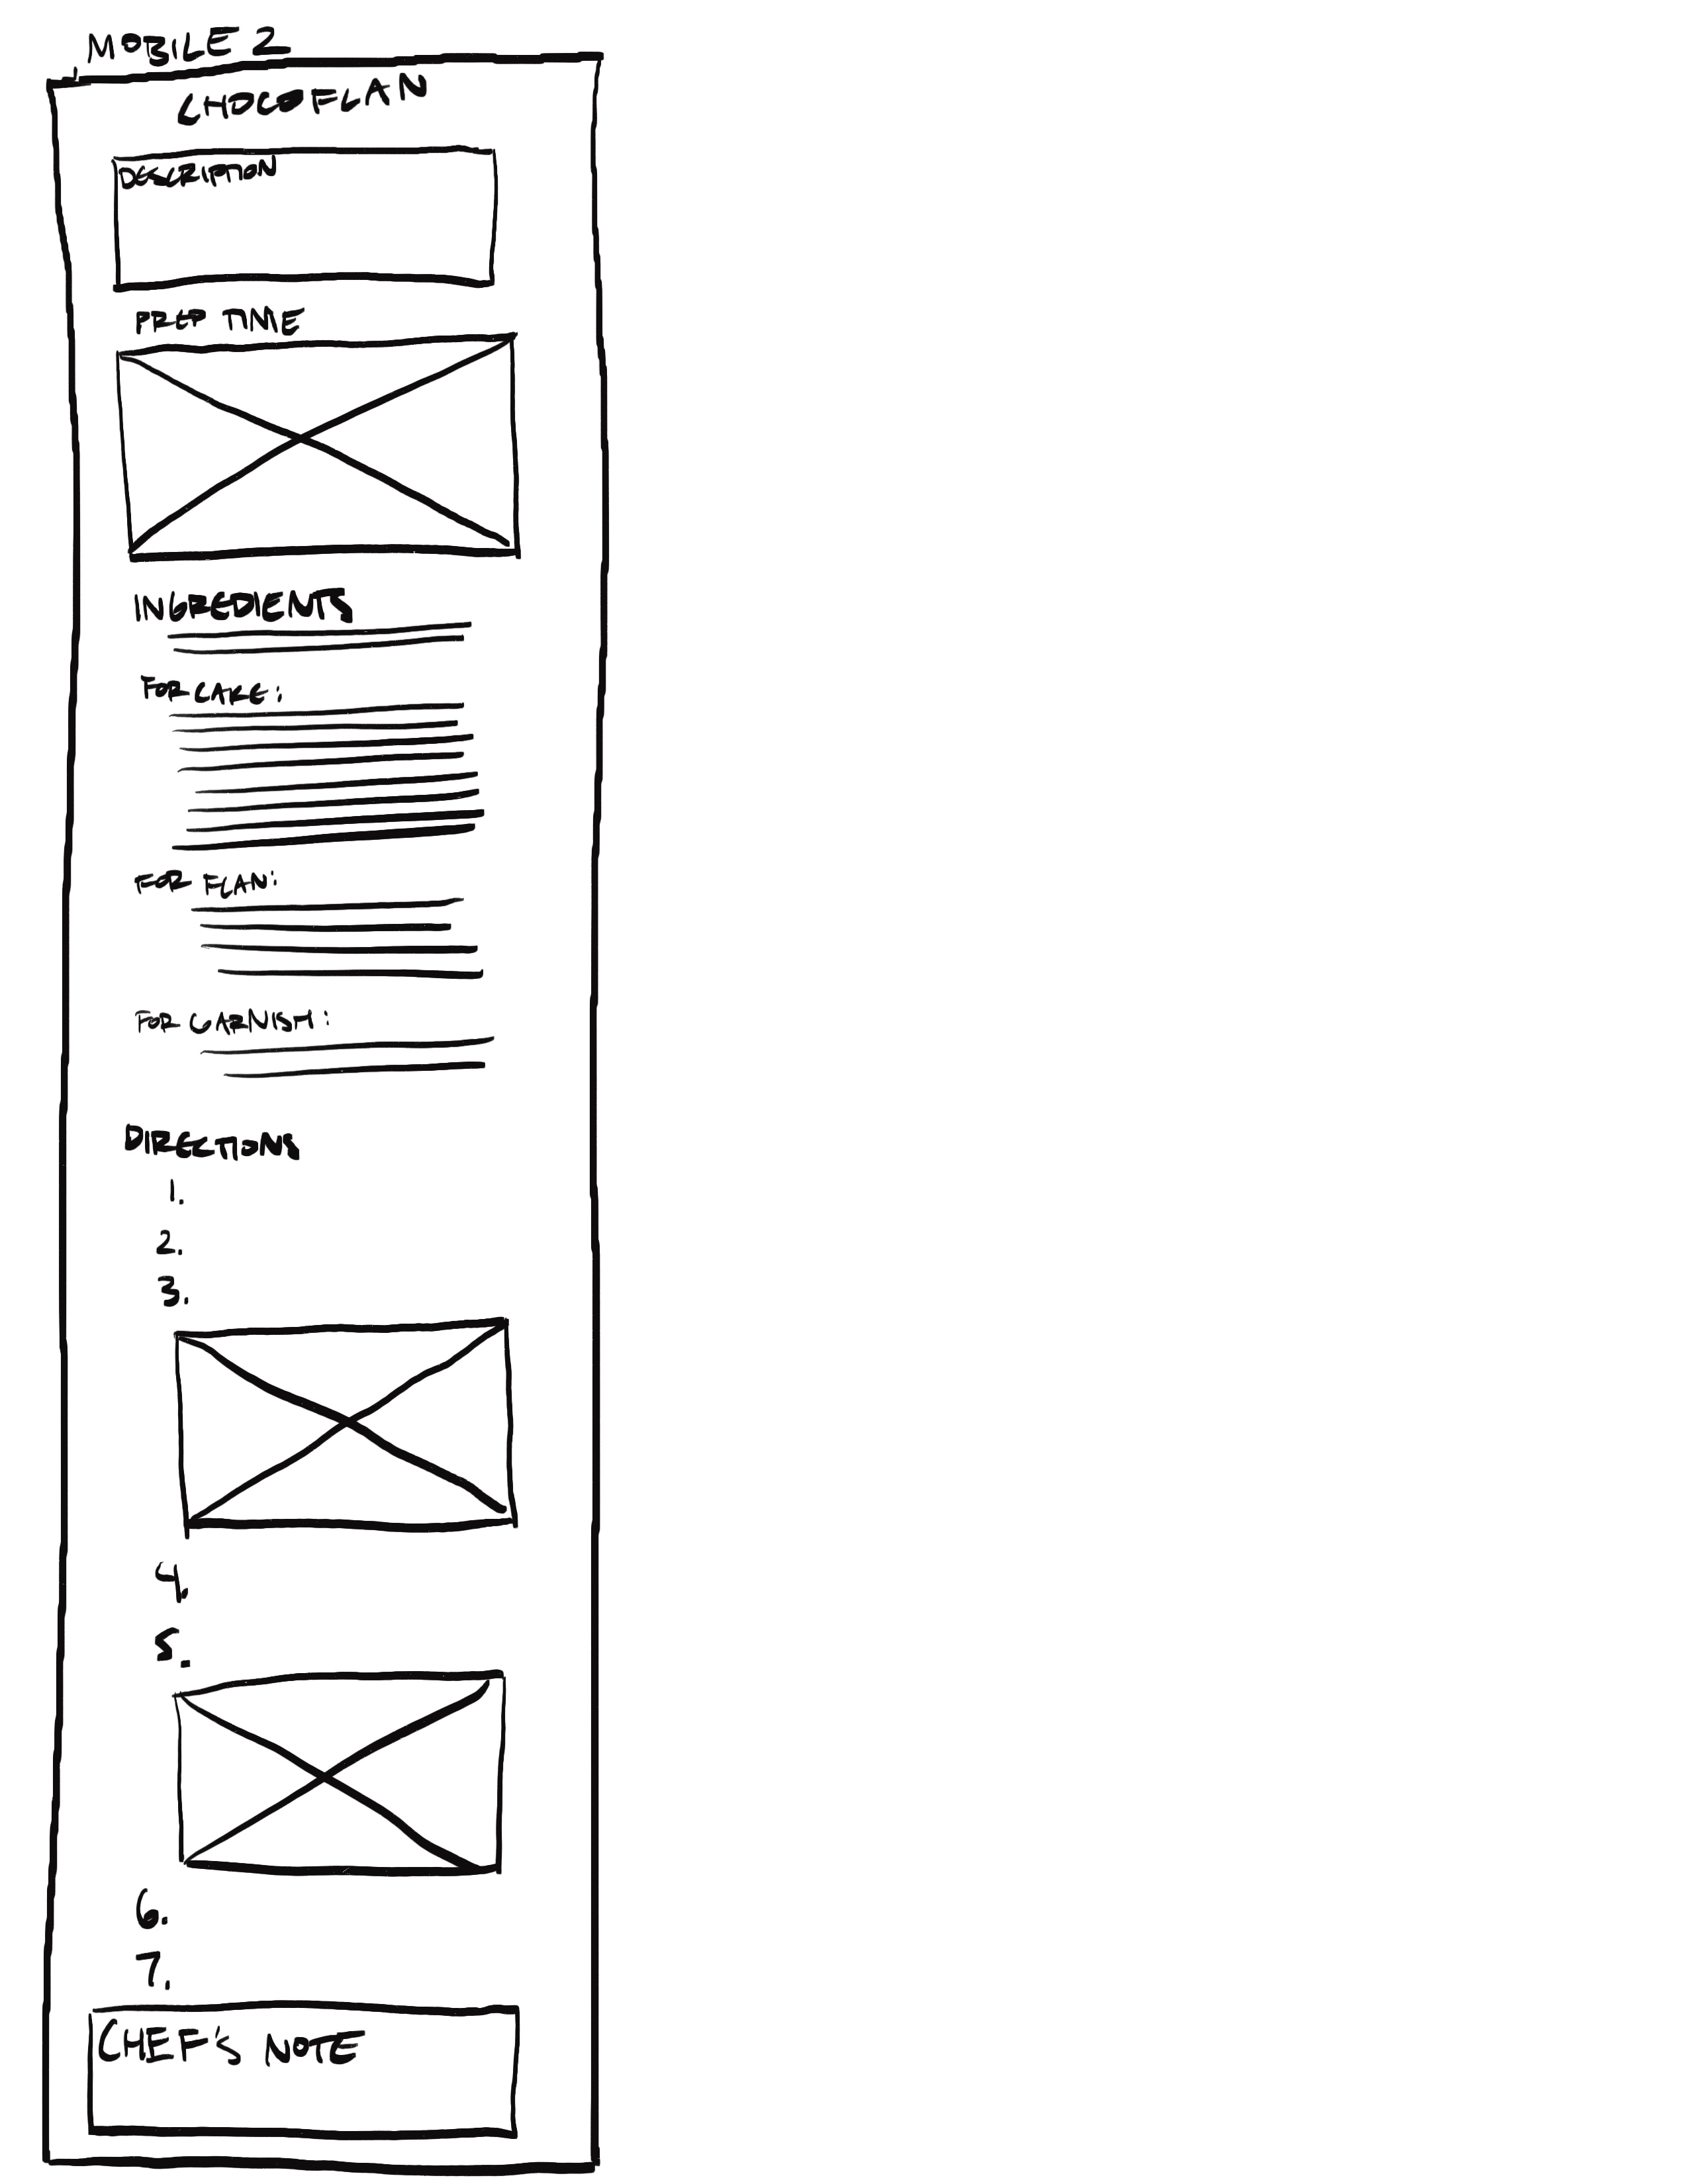 MOBILE 2
CHOCOFLAN
DESCRIPTION
PREP TIME
INGREDIENTS
FOR CAKE:
FOR FLAN:
FOR GARNISH:
DIRECTIONS
1.
2.
3.
4.
5.
6.
7.
CHEF'S NOTE